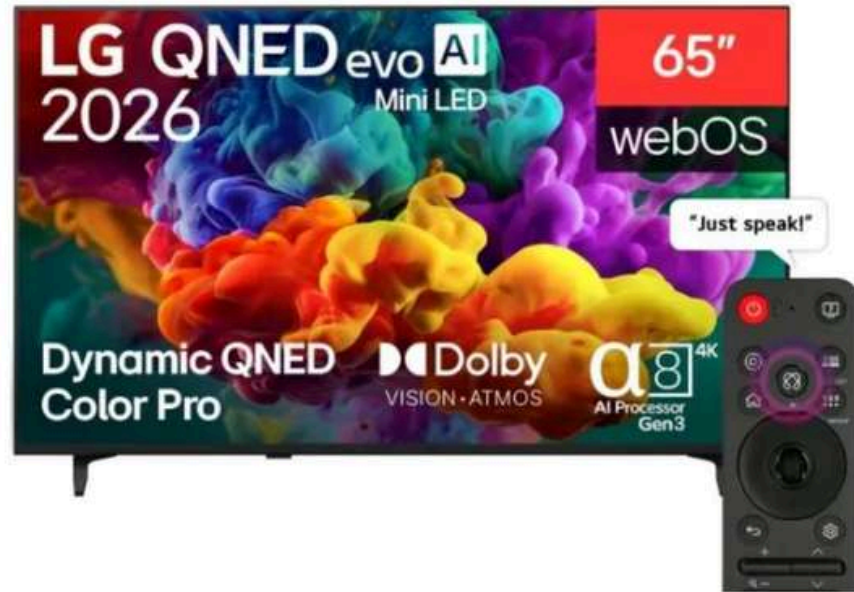 LG QNED evo AI
Mini LED
2026
65"
webOS
"Just speak!"
Dynamic QNED
Color Pro
Dolby
VISION·ATMOS
α8 4K
AI Processor
Gen3